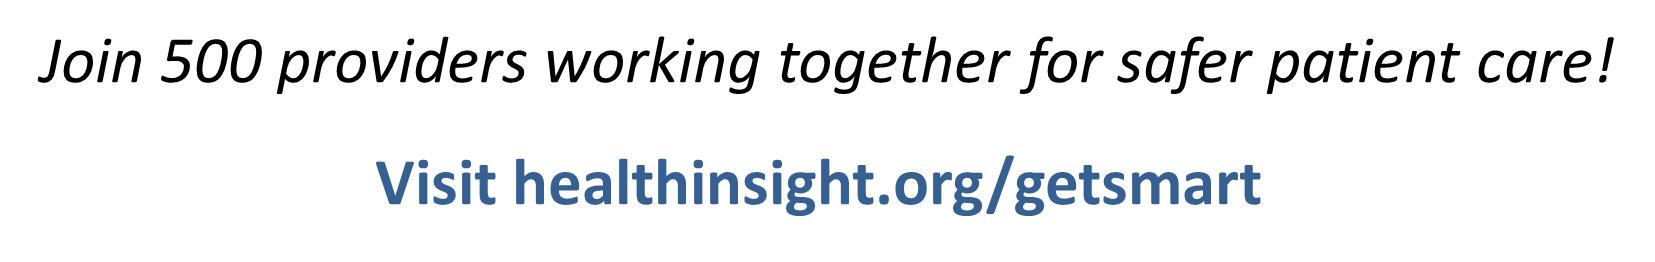 Join 500 providers working together for safer patient care!
Visit healthinsight.org/getsmart